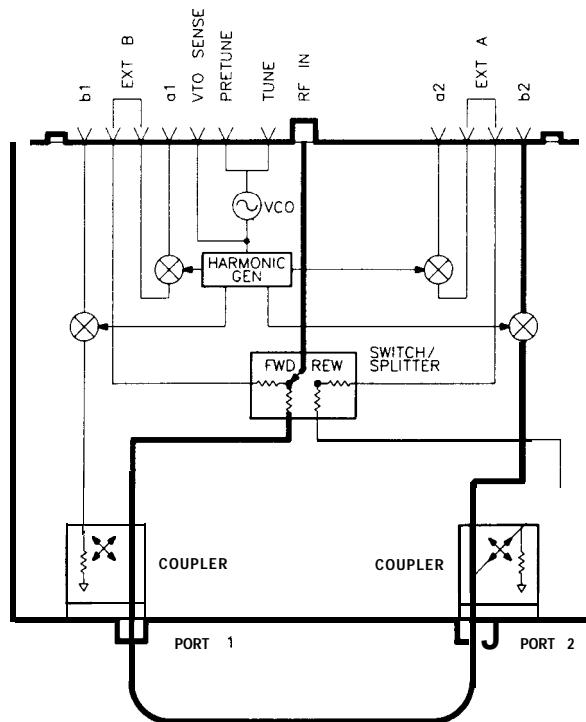 b1
EXT B
a1
VTO SENSE
PRETUNE
TUNE
RF IN
a2
EXT A
b2
VCO
HARMONIC
GEN
FWD REW
SWITCH/
SPLITTER
COUPLER
COUPLER
PORT 1
PORT 2